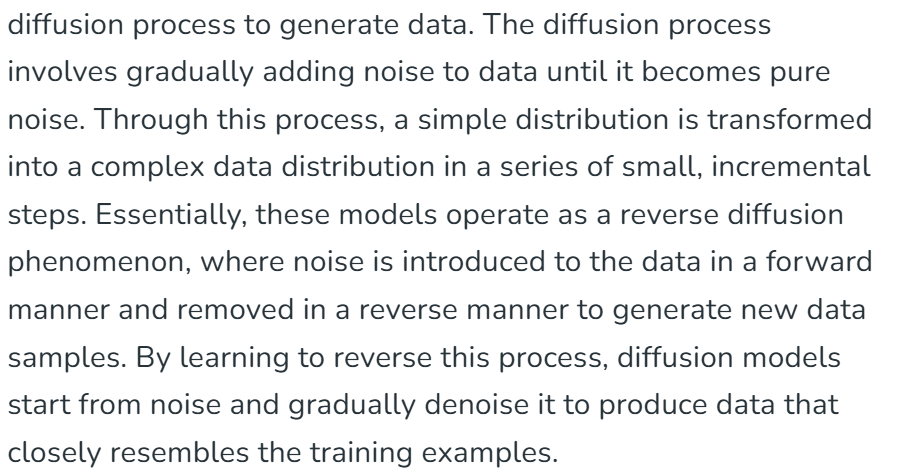 diffusion process to generate data. The diffusion process
involves gradually adding noise to data until it becomes pure
noise. Through this process, a simple distribution is transformed
into a complex data distribution in a series of small, incremental
steps. Essentially, these models operate as a reverse diffusion
phenomenon, where noise is introduced to the data in a forward
manner and removed in a reverse manner to generate new data
samples. By learning to reverse this process, diffusion models
start from noise and gradually denoise it to produce data that
closely resembles the training examples.